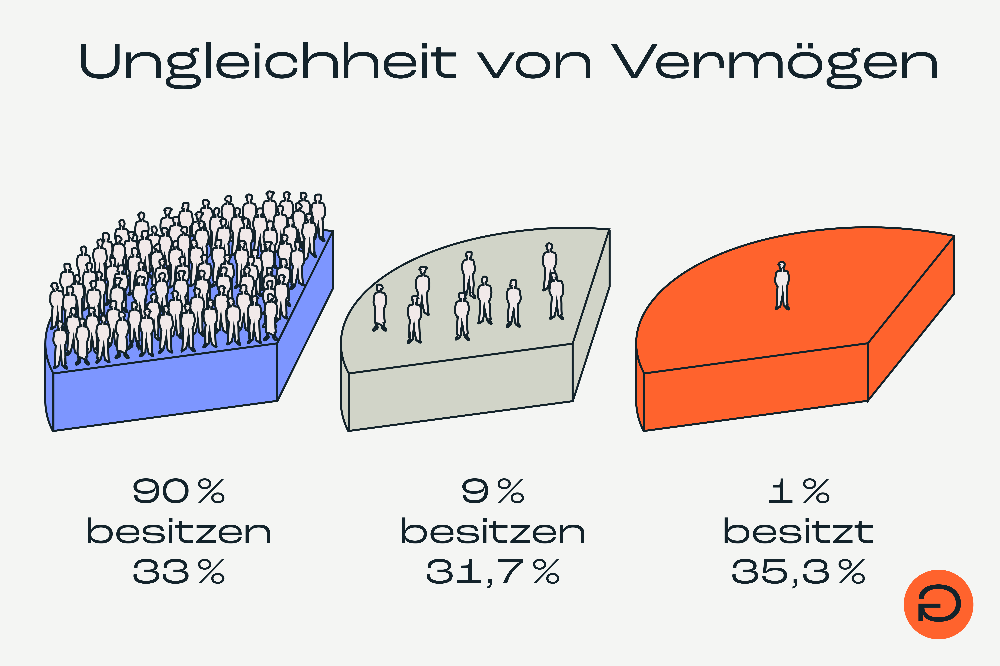 Ungleichheit von Vermögen
90 %
besitzen
33 %
9 %
besitzen
31,7 %
1 %
besitzt
35,3 %